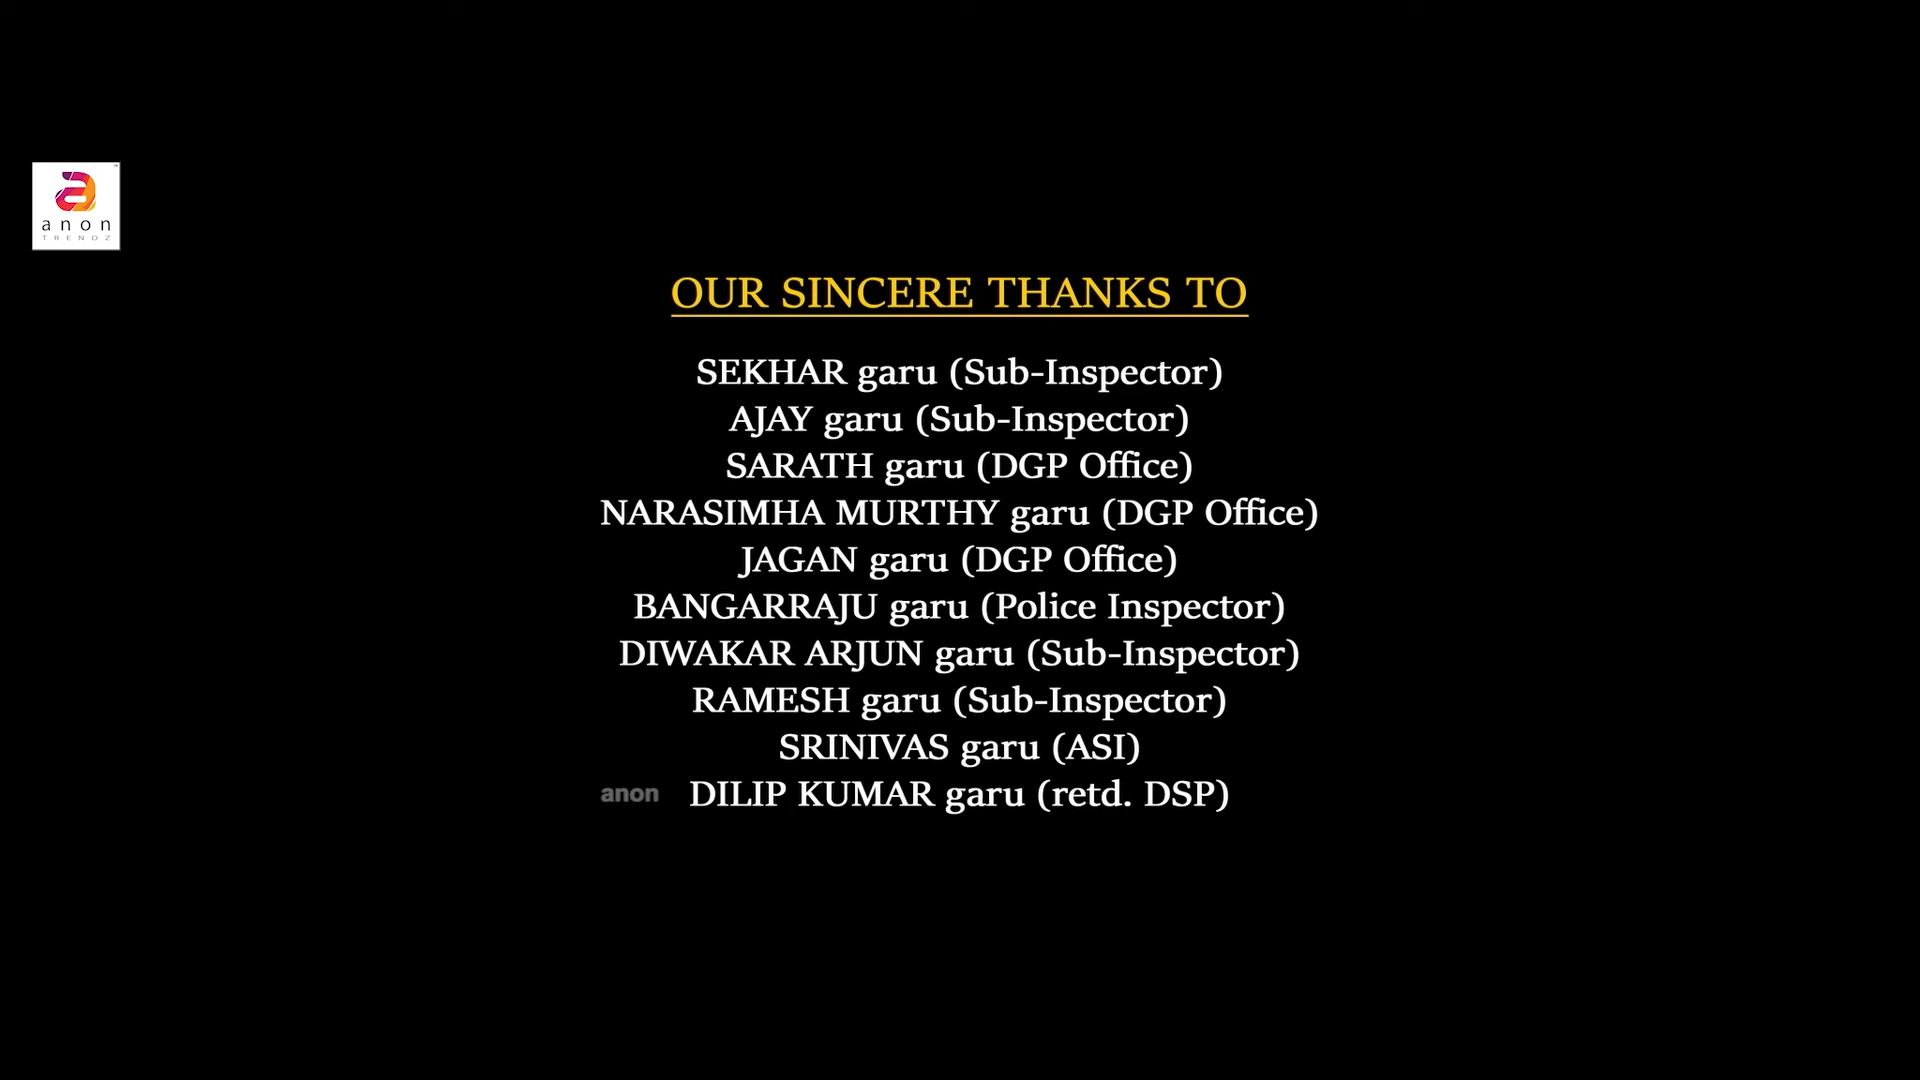 anon
TRENDZ
OUR SINCERE THANKS TO
SEKHAR garu (Sub-Inspector)
AJAY garu (Sub-Inspector)
SARATH garu (DGP Office)
NARASIMHA MURTHY garu (DGP Office)
JAGAN garu (DGP Office)
BANGARRAJU garu (Police Inspector)
DIWAKAR ARJUN garu (Sub-Inspector)
RAMESH garu (Sub-Inspector)
SRINIVAS garu (ASI)
anon DILIP KUMAR garu (retd. DSP)